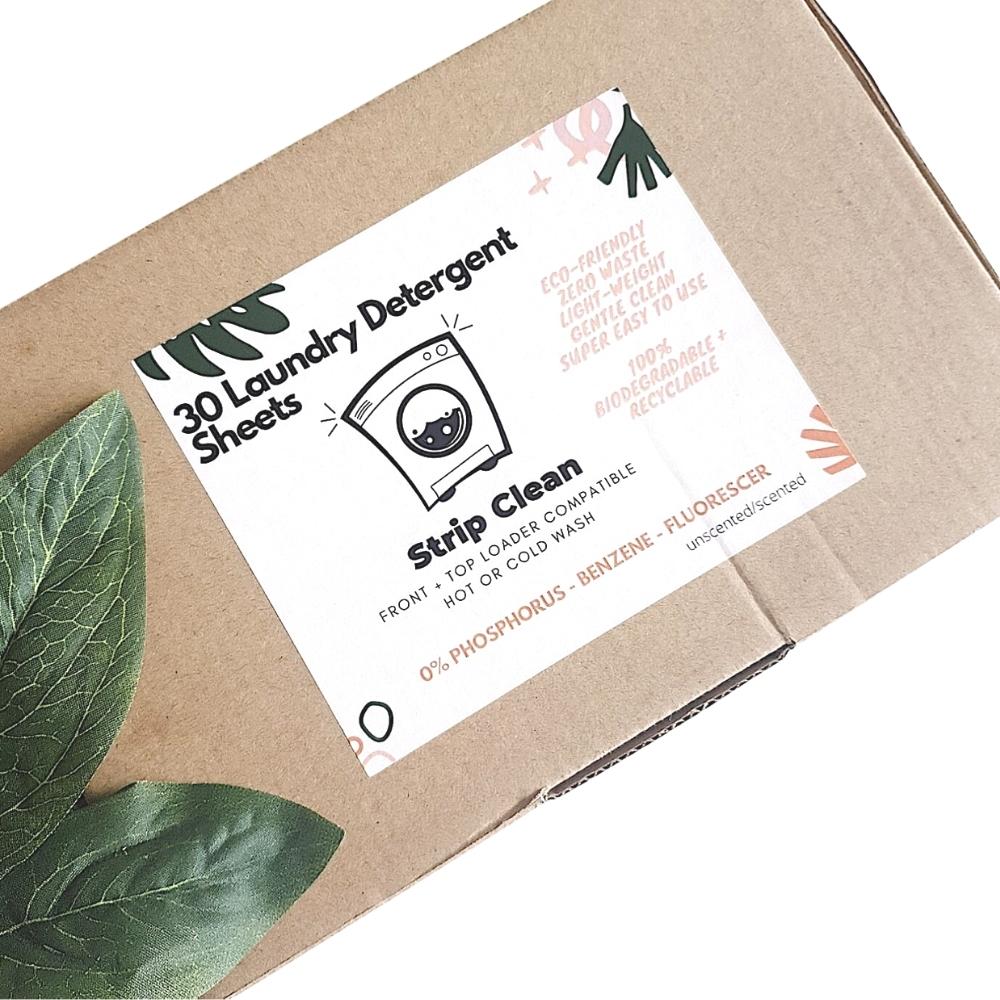 30 Laundry Detergent
Sheets
Strip Clean
FRONT + TOP LOADER COMPATIBLE
HOT OR COLD WASH
ECO-FRIENDLY
ZERO WASTE
LIGHT-WEIGHT
GENTLE CLEAN
SUPER EASY TO USE
100%
BIODEGRADABLE +
RECYCLABLE
0% PHOSPHORUS - BENZENE - FLUORESCER
unscented/scented